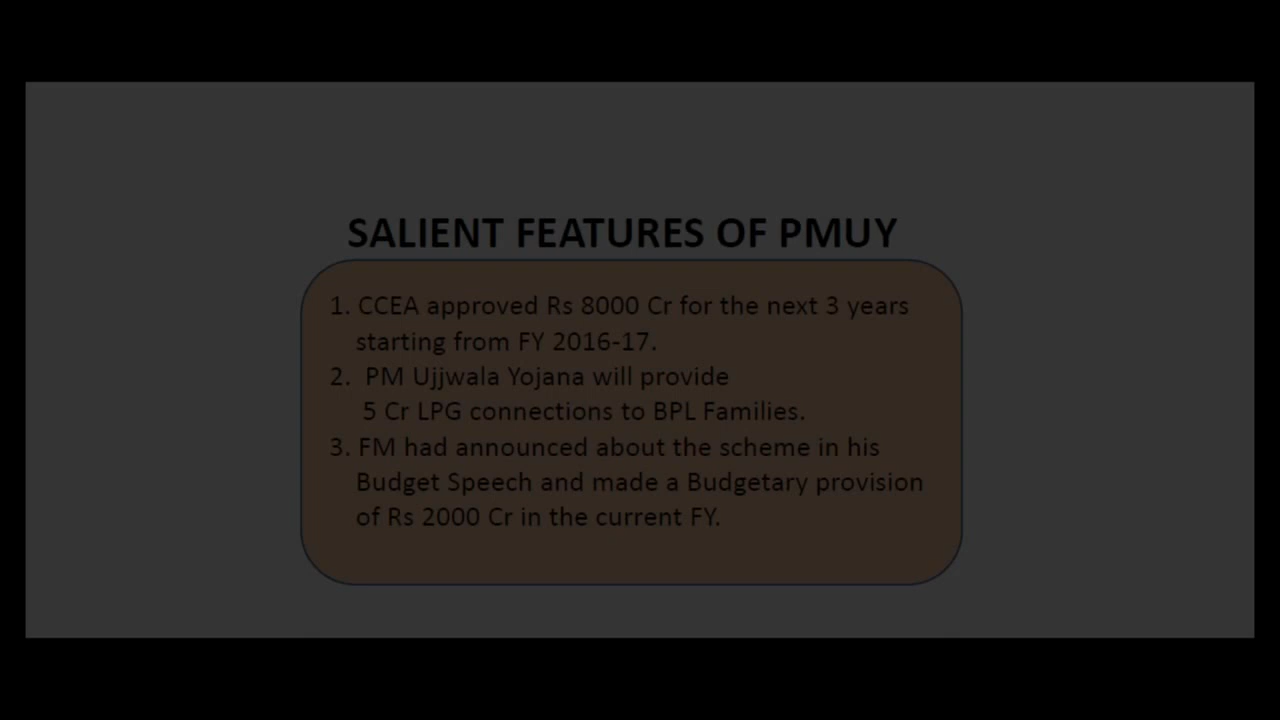 SALIENT FEATURES OF PMUY
1. CCEA approved Rs 8000 Cr for the next 3 years
starting from FY 2016-17.
2. PM Ujjwala Yojana will provide
5 Cr LPG connections to BPL Families.
3. FM had announced about the scheme in his
Budget Speech and made a Budgetary provision
of Rs 2000 Cr in the current FY.